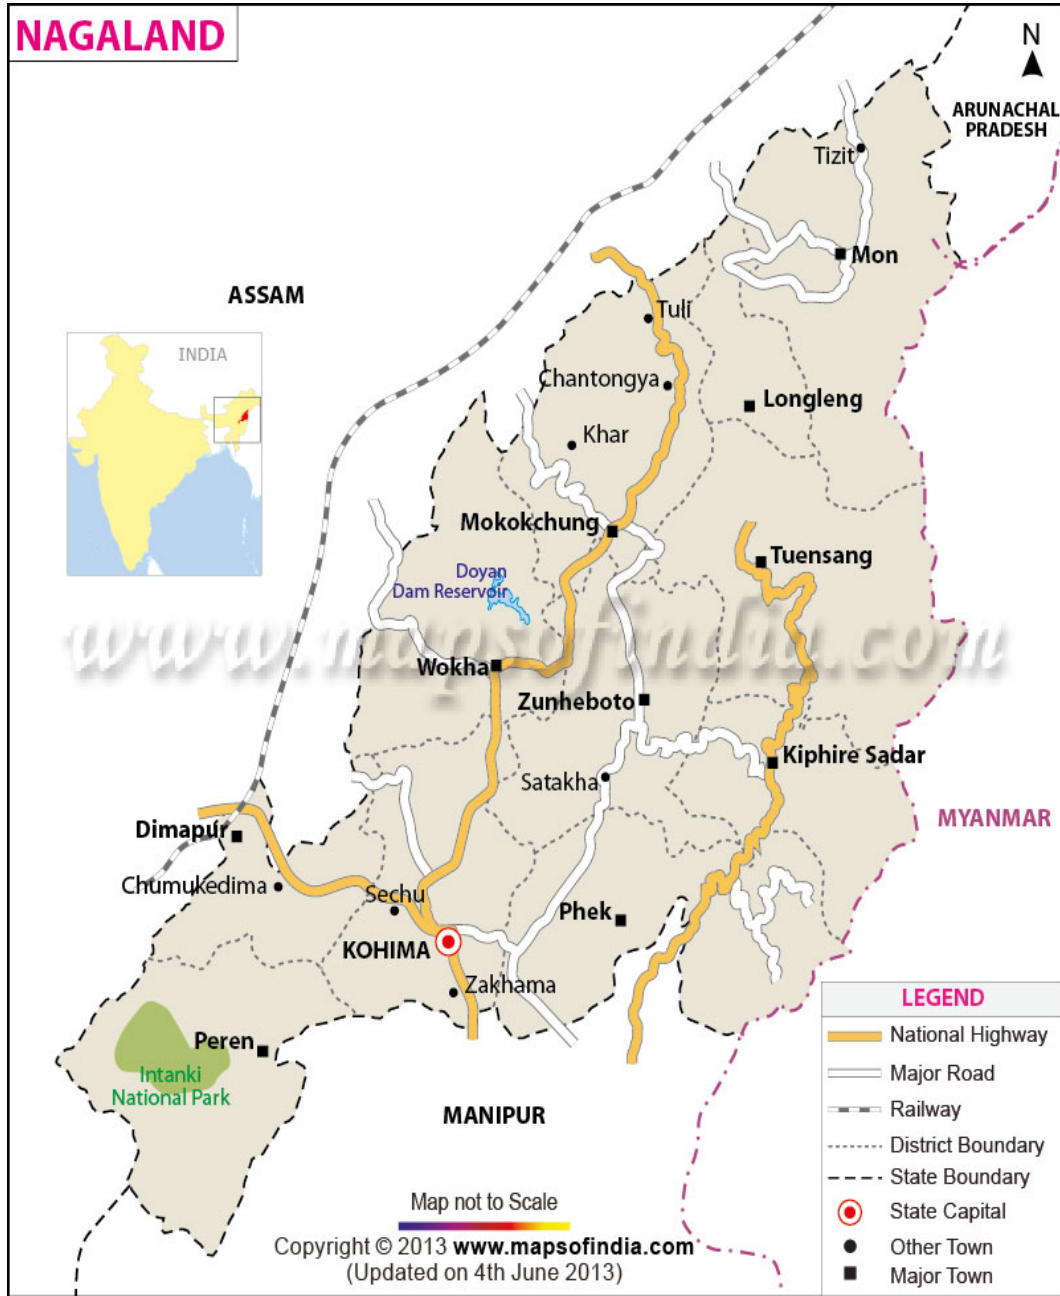 NAGALAND
N
ARUNACHAL
PRADESH
Tizit
Mon
ASSAM
Tuli
INDIA
Chantongya
Longleng
Khar
Mokokchung
Tuensang
Doyan
Dam Reservoir
www.mapsofindia.com
Wokha
Zunheboto
Kiphire Sadar
Satakha
MYANMAR
Dimapur
Chumukedima
Sechu
Phek
KOHIMA
Zakhama
Peren
Intanki
National Park
MANIPUR
LEGEND
National Highway
Major Road
Railway
District Boundary
State Boundary
State Capital
Other Town
Major Town
Map not to Scale
Copyright © 2013 www.mapsofindia.com
(Updated on 4th June 2013)